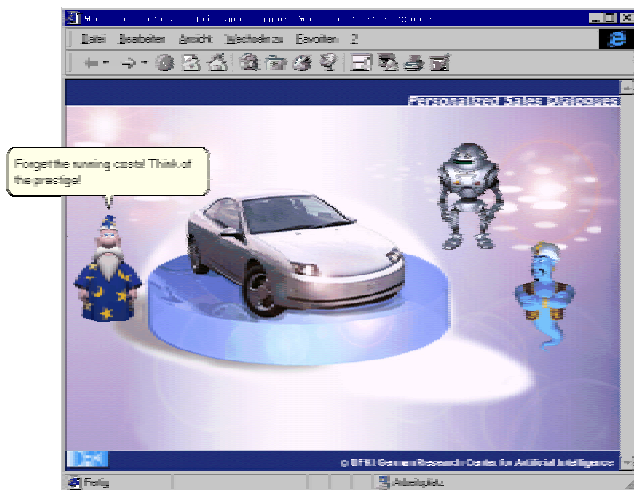 Datei Bearbeiten Ansicht Wechseln zu Favoriten ?
Personalized Sales Dialogues
Forget the running costs! Think of
the prestige!
© DFKI German Research Center for Artificial Intelligence
Fertig
Arbeitsplatz